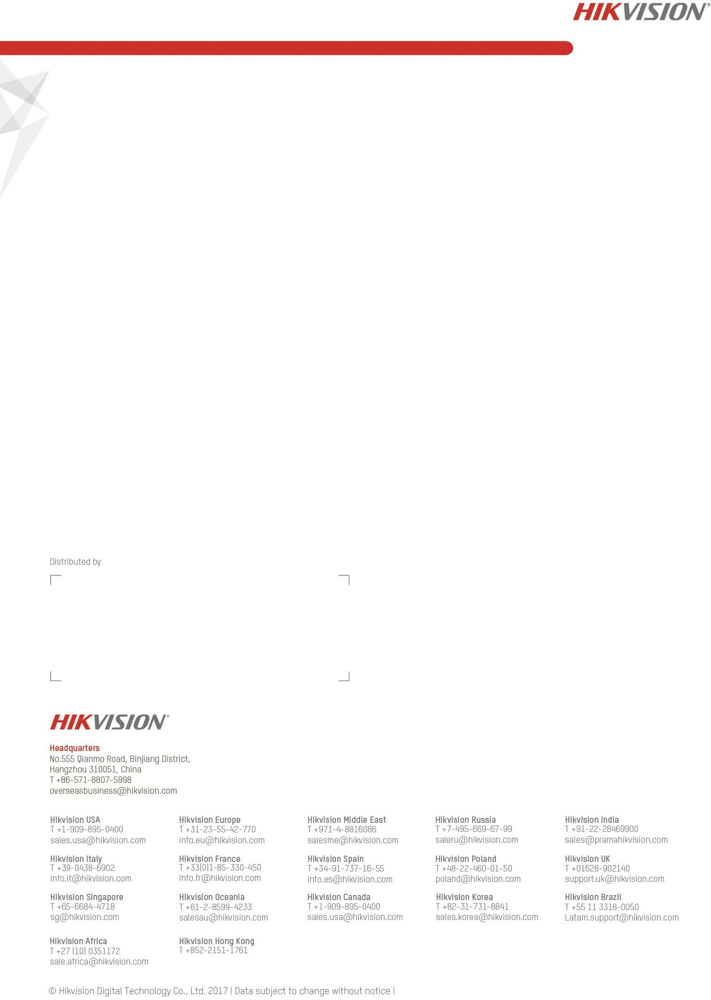 HIKVISION®
Distributed by
HIKVISION®
Headquarters
No.555 Qianmo Road, Binjiang District,
Hangzhou 310051, China
T +86-571-8807-5998
overseasbusiness@hikvision.com
Hikvision USA
T +1-909-895-0400
sales.usa@hikvision.com
Hikvision Europe
T +31-23-55-42-770
info.eu@hikvision.com
Hikvision Middle East
T +971-4-8816086
salesme@hikvision.com
Hikvision Russia
T +7-495-669-67-99
saleru@hikvision.com
Hikvision India
T +91-22-28469900
sales@pramahikvision.com
Hikvision Italy
T +39-0438-6902
info.it@hikvision.com
Hikvision France
T +33(0)1-85-330-450
info.fr@hikvision.com
Hikvision Spain
T +34-91-737-16-55
info.es@hikvision.com
Hikvision Poland
T +48-22-460-01-50
poland@hikvision.com
Hikvision UK
T +01628-902140
support.uk@hikvision.com
Hikvision Singapore
T +65-6684-4718
sg@hikvision.com
Hikvision Oceania
T +61-2-8599-4233
salesau@hikvision.com
Hikvision Canada
T +1-909-895-0400
sales.usa@hikvision.com
Hikvision Korea
T +82-31-731-8841
sales.korea@hikvision.com
Hikvision Brazil
T +55 11 3318-0050
Latam.support@hikvision.com
Hikvision Africa
T +27 (10) 0351172
sale.africa@hikvision.com
Hikvision Hong Kong
T +852-2151-1761
© Hikvision Digital Technology Co., Ltd. 2017 | Data subject to change without notice |